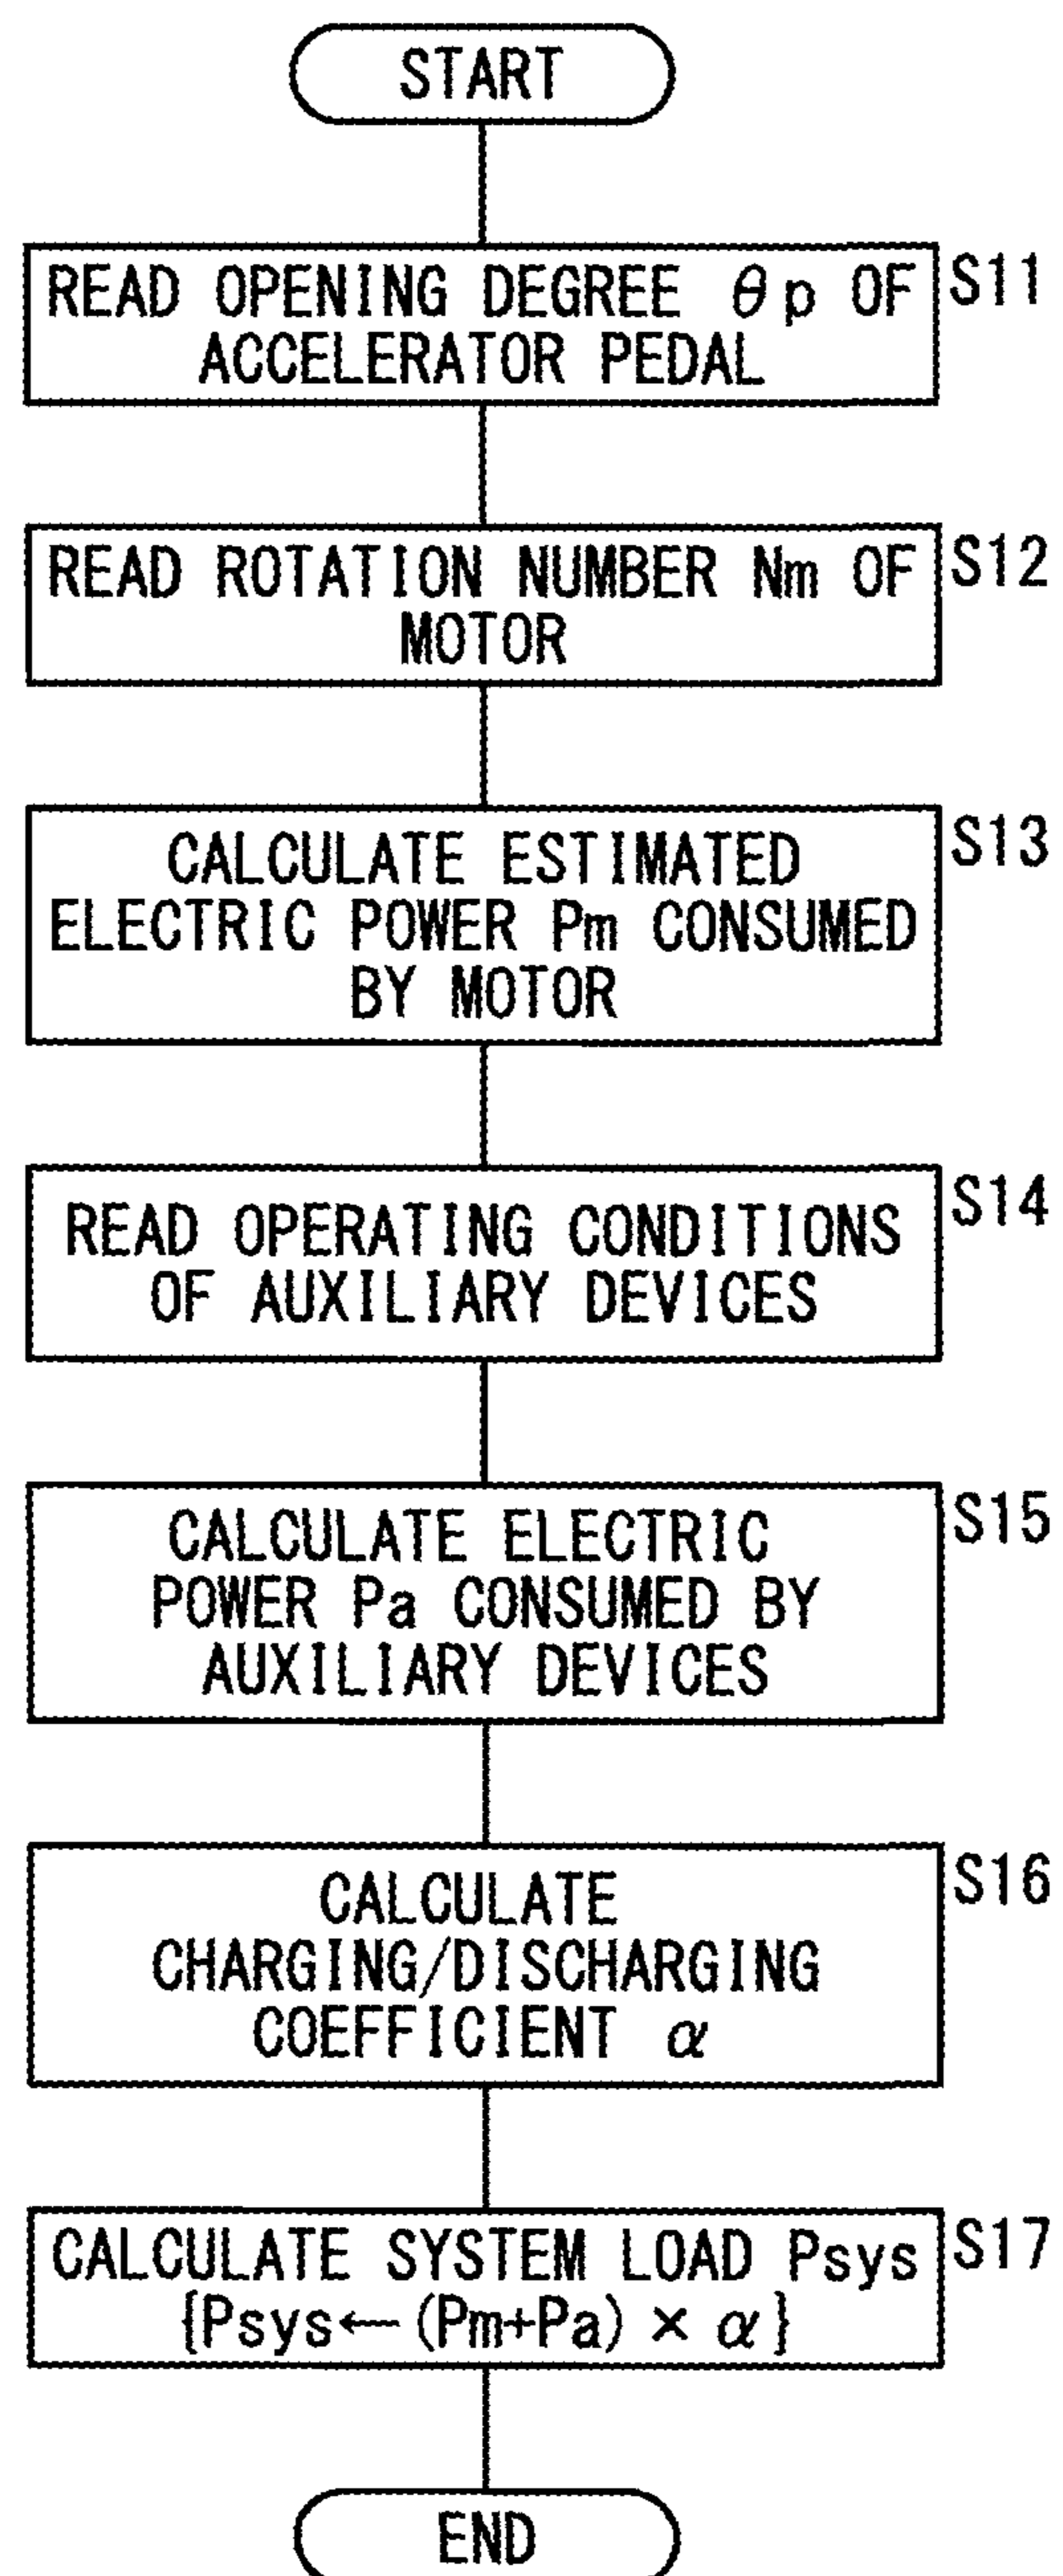 START
READ OPENING DEGREE θp OF
ACCELERATOR PEDAL
S11
READ ROTATION NUMBER Nm OF
MOTOR
S12
CALCULATE ESTIMATED
ELECTRIC POWER Pm CONSUMED
BY MOTOR
S13
READ OPERATING CONDITIONS
OF AUXILIARY DEVICES
S14
CALCULATE ELECTRIC
POWER Pa CONSUMED BY
AUXILIARY DEVICES
S15
CALCULATE
CHARGING/DISCHARGING
COEFFICIENT α
S16
CALCULATE SYSTEM LOAD Psys
{Psys←(Pm+Pa) × α}
S17
END